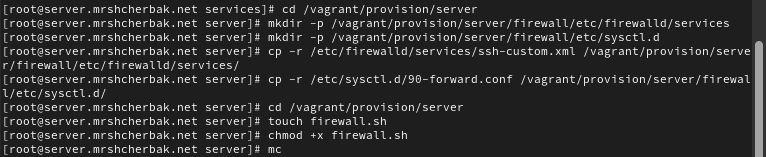 [root@server.mrshcherbak.net services]# cd /vagrant/provision/server
[root@server.mrshcherbak.net server]# mkdir -p /vagrant/provision/server/firewall/etc/firewalld/services
[root@server.mrshcherbak.net server]# mkdir -p /vagrant/provision/server/firewall/etc/sysctl.d
[root@server.mrshcherbak.net server]# cp -r /etc/firewalld/services/ssh-custom.xml /vagrant/provision/serve
r/firewall/etc/firewalld/services/
[root@server.mrshcherbak.net server]# cp -r /etc/sysctl.d/90-forward.conf /vagrant/provision/server/firewal
l/etc/sysctl.d/
[root@server.mrshcherbak.net server]# cd /vagrant/provision/server
[root@server.mrshcherbak.net server]# touch firewall.sh
[root@server.mrshcherbak.net server]# chmod +x firewall.sh
[root@server.mrshcherbak.net server]# mc